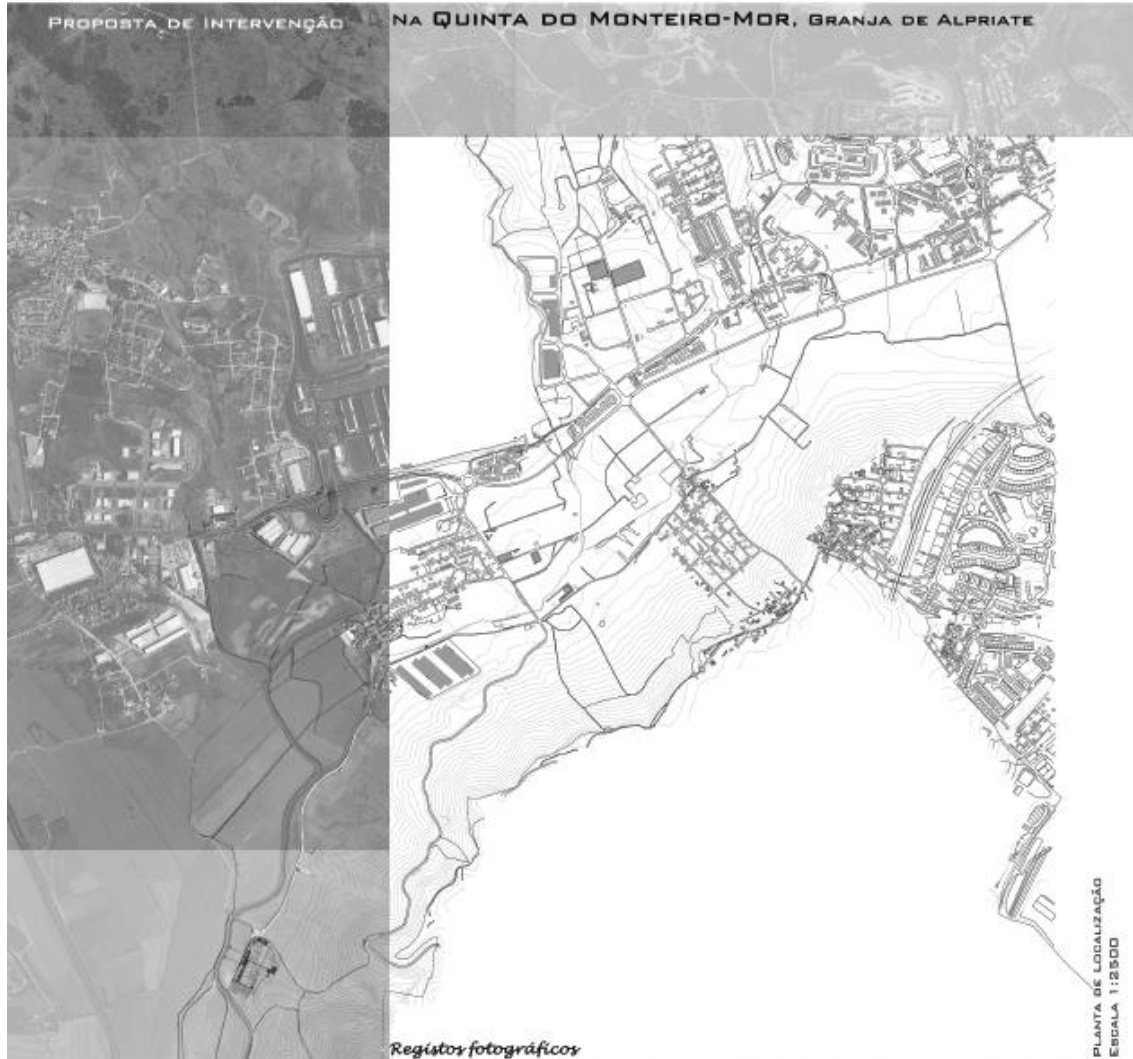 PROPOSTA DE INTERVENÇÃO NA QUINTA DO MONTEIRO-MOR, GRANJA DE ALPRIATE
PLANTA DE LOCALIZAÇÃO
ESCALA 1:2500
Registos fotográficos